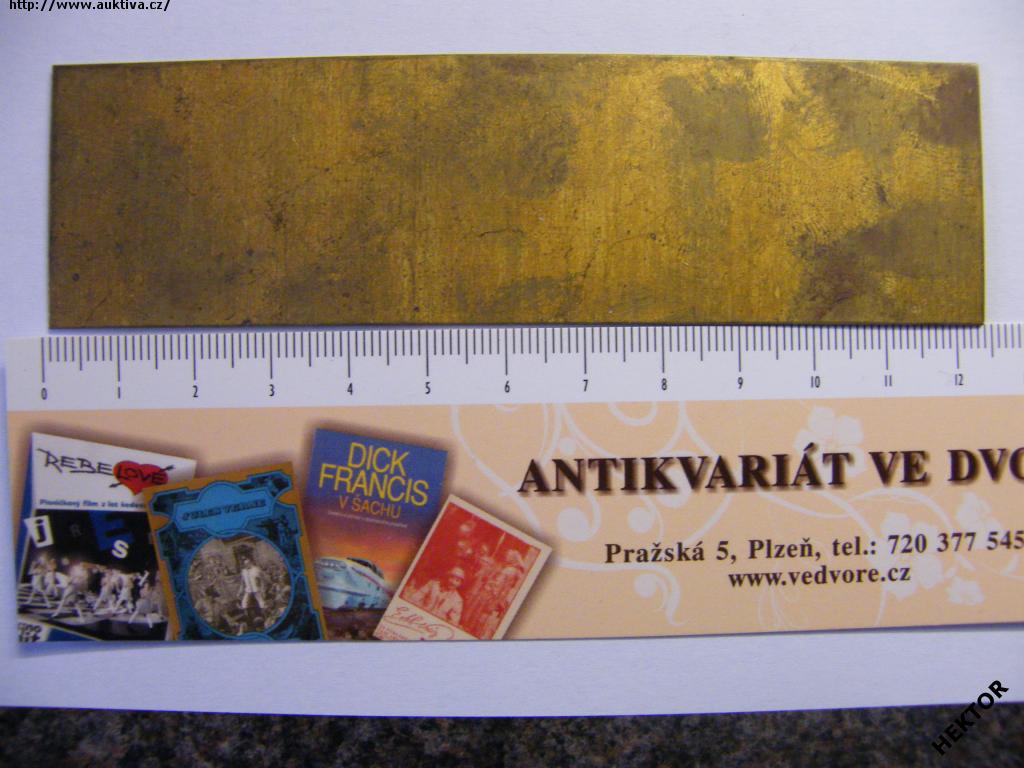 http://www.auktiva.cz/
0 1 2 3 4 5 6 7 8 9 10 11 12
REBELOVÉ
JULES VERNE
DICK
FRANCIS
V ŠACHU
ANTIKVARIÁT VE DVO
Pražská 5, Plzeň, tel.: 720 377 545
www.vedvore.cz
HEKTOR